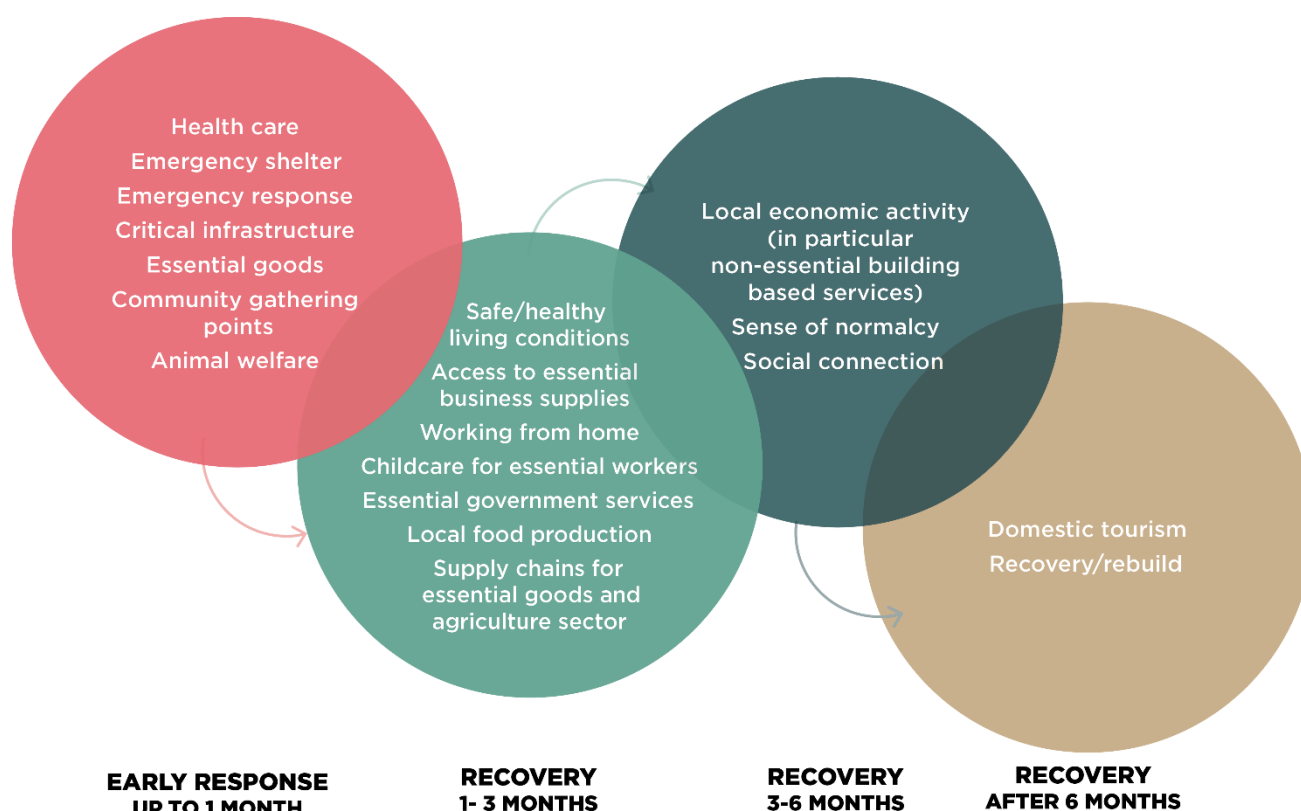 Health care
Emergency shelter
Emergency response
Critical infrastructure
Essential goods
Community gathering
points
Animal welfare
Safe/healthy
living conditions
Access to essential
business supplies
Working from home
Childcare for essential workers
Essential government services
Local food production
Supply chains for
essential goods and
agriculture sector
Local economic activity
(in particular
non-essential building
based services)
Sense of normalcy
Social connection
Domestic tourism
Recovery/rebuild
EARLY RESPONSE
UP TO 1 MONTH
RECOVERY
1- 3 MONTHS
RECOVERY
3-6 MONTHS
RECOVERY
AFTER 6 MONTHS